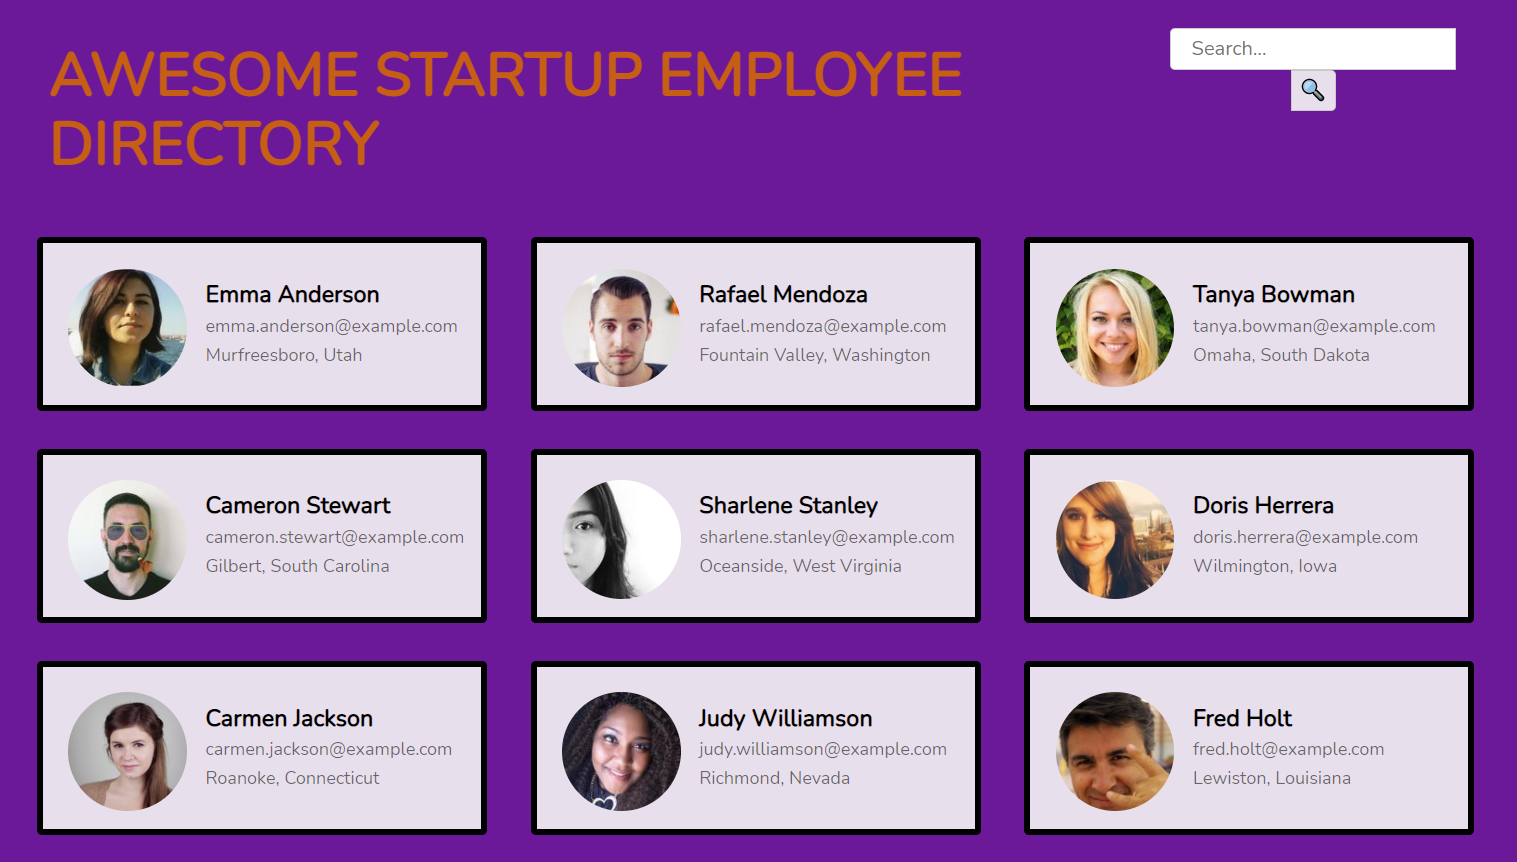 AWESOME STARTUP EMPLOYEE
DIRECTORY
Search...
Emma Anderson
emma.anderson@example.com
Murfreesboro, Utah
Rafael Mendoza
rafael.mendoza@example.com
Fountain Valley, Washington
Tanya Bowman
tanya.bowman@example.com
Omaha, South Dakota
Cameron Stewart
cameron.stewart@example.com
Gilbert, South Carolina
Sharlene Stanley
sharlene.stanley@example.com
Oceanside, West Virginia
Doris Herrera
doris.herrera@example.com
Wilmington, Iowa
Carmen Jackson
carmen.jackson@example.com
Roanoke, Connecticut
Judy Williamson
judy.williamson@example.com
Richmond, Nevada
Fred Holt
fred.holt@example.com
Lewiston, Louisiana